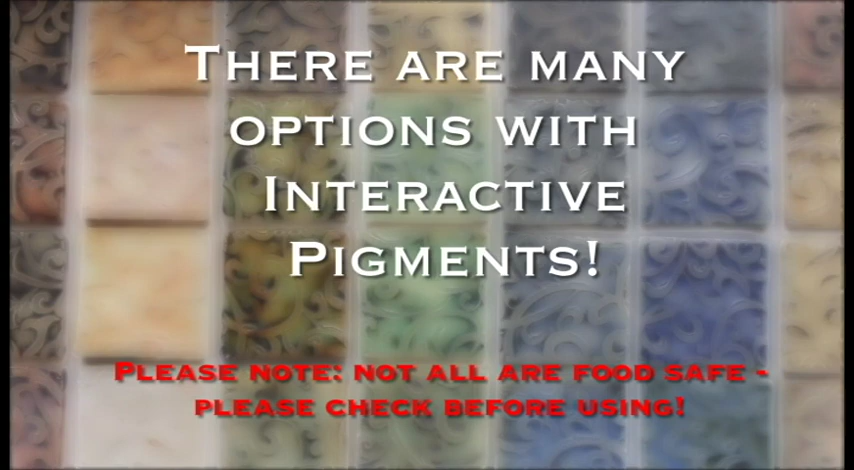 There are many
options with
Interactive
Pigments!
Please note: not all are food safe -
please check before using!